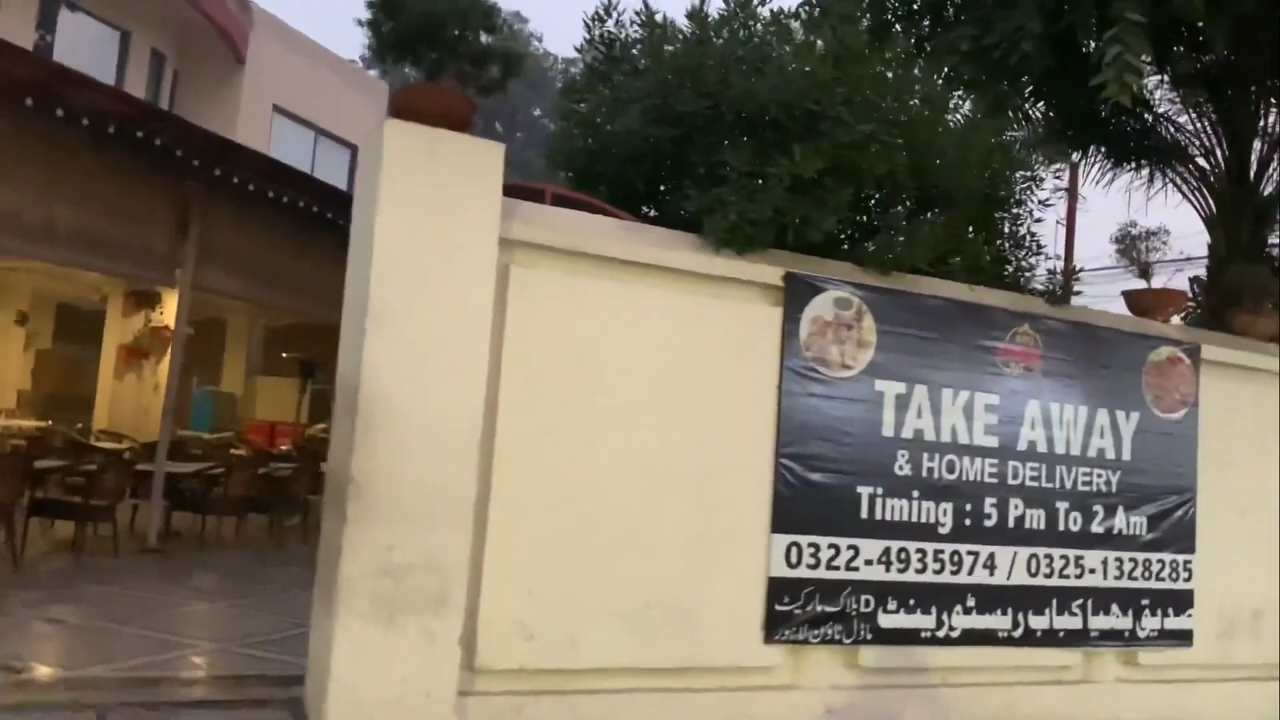 TAKE AWAY
& HOME DELIVERY
Timing : 5 Pm To 2 Am
0322-4935974 / 0325-1328285
صدیق بھیا کباب ریسٹورینٹ
D بلاک مارکیٹ
ماڈل ٹاؤن لاہور